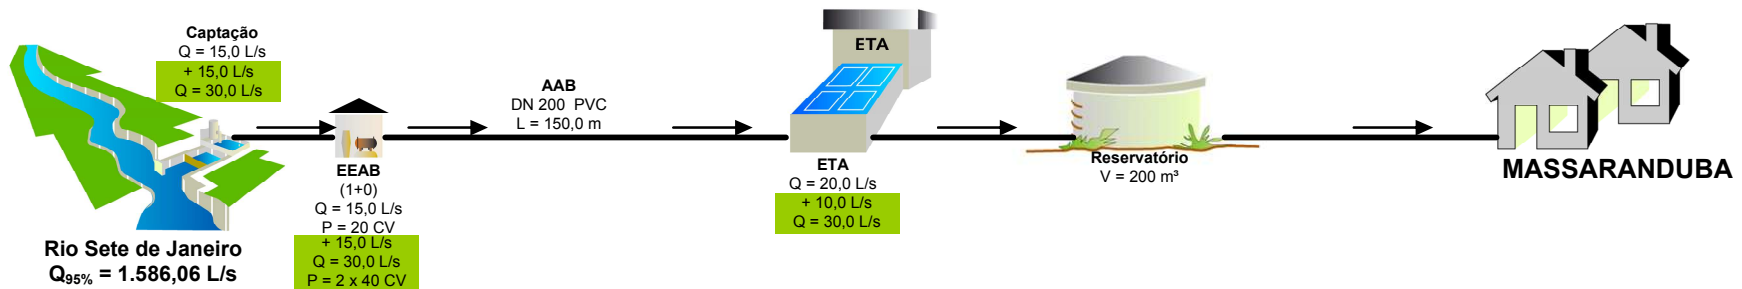 Captação
Q = 15,0 L/s
+ 15,0 L/s
Q = 30,0 L/s
Rio Sete de Janeiro
Q95% = 1.586,06 L/s
EEAB
(1+0)
Q = 15,0 L/s
P = 20 CV
+ 15,0 L/s
Q = 30,0 L/s
P = 2 x 40 CV
AAB
DN 200 PVC
L = 150,0 m
ETA
ETA
Q = 20,0 L/s
+ 10,0 L/s
Q = 30,0 L/s
Reservatório
V = 200 m³
MASSARANDUBA